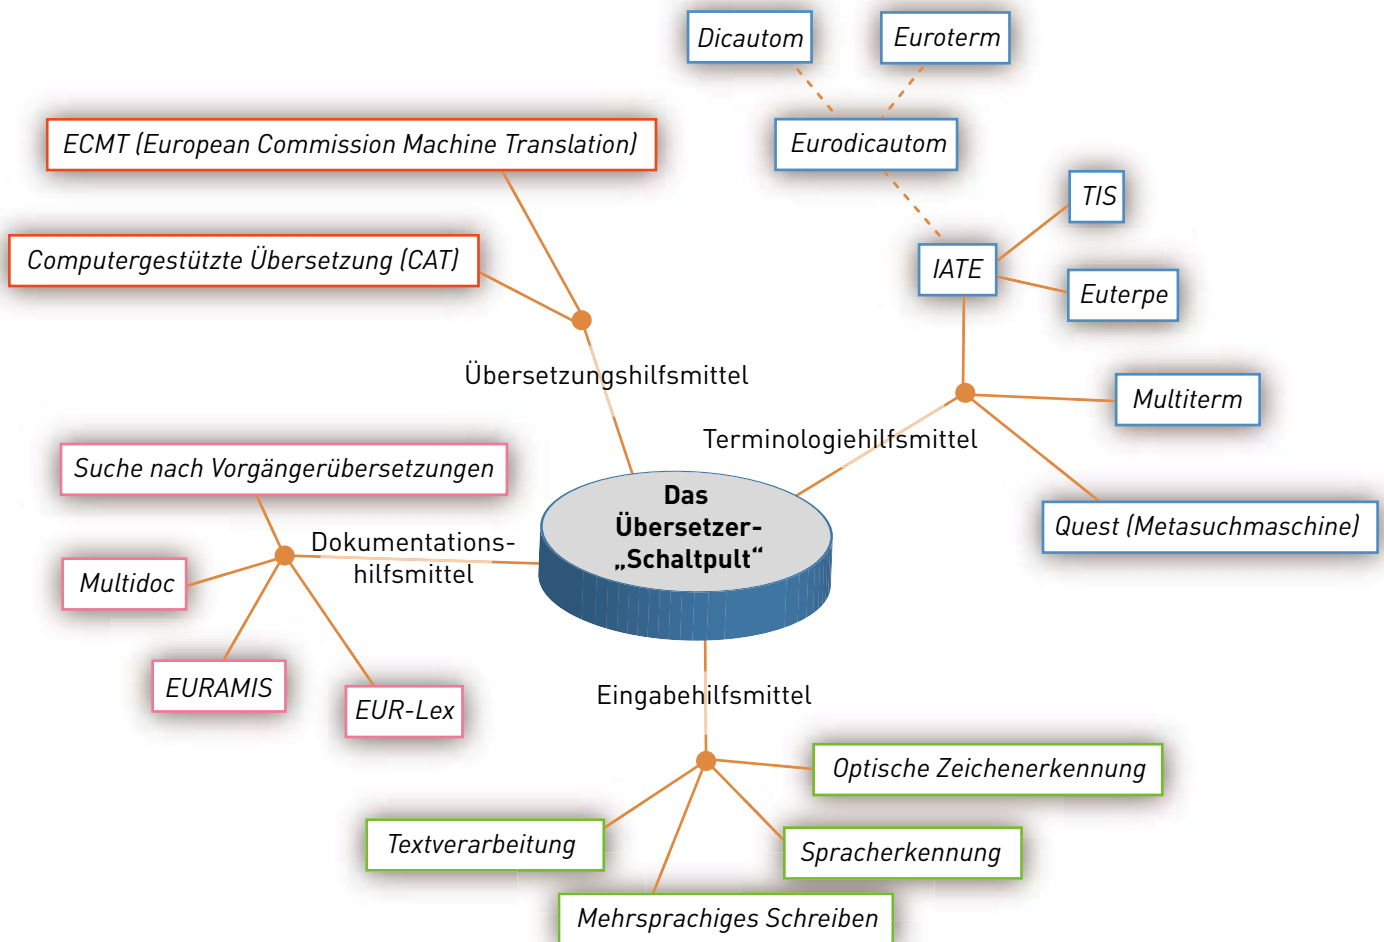 Dicautom
Euroterm
ECMT (European Commission Machine Translation)
Eurodicautom
TIS
Computergestützte Übersetzung (CAT)
IATE
Euterpe
Übersetzungshilfsmittel
Multiterm
Terminologiehilfsmittel
Suche nach Vorgängerübersetzungen
Das
Übersetzer-
„Schaltpult“
Quest (Metasuchmaschine)
Dokumentations-
hilfsmittel
Multidoc
EURAMIS
EUR-Lex
Eingabehilfsmittel
Optische Zeichenerkennung
Textverarbeitung
Spracherkennung
Mehrsprachiges Schreiben